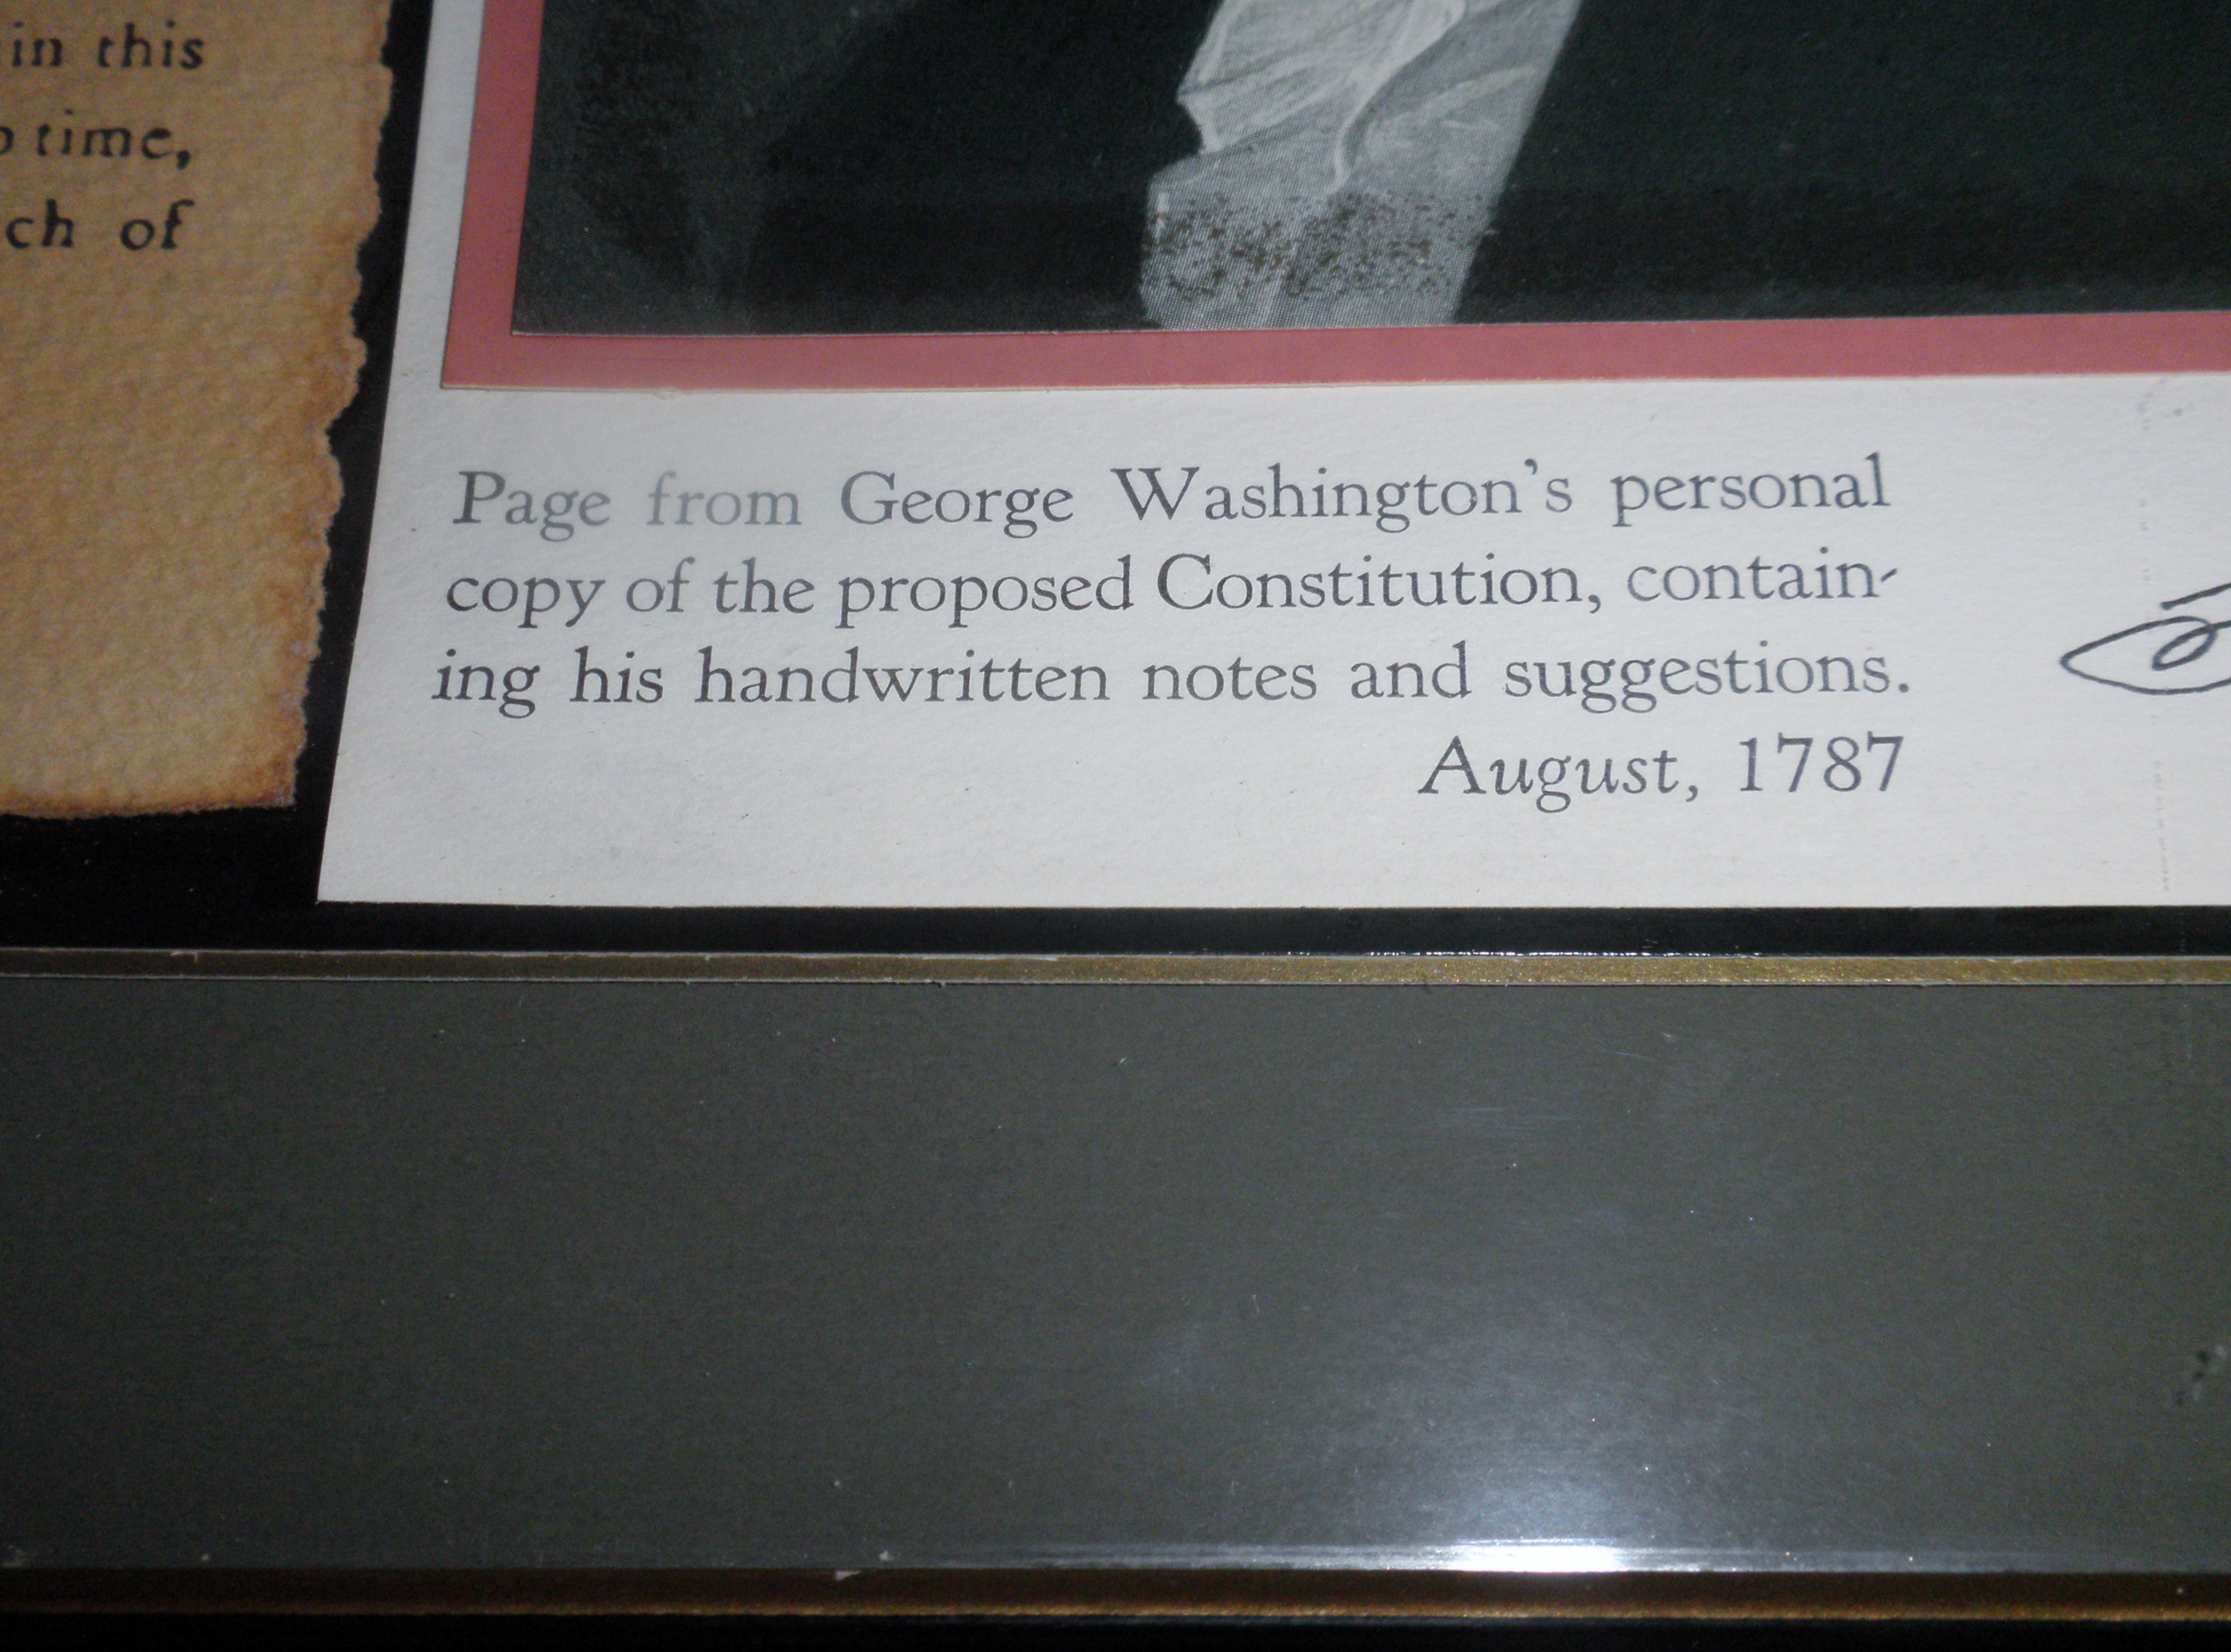 in this
time,
ch of
Page from George Washington's personal
copy of the proposed Constitution, contain-
ing his handwritten notes and suggestions.
August, 1787